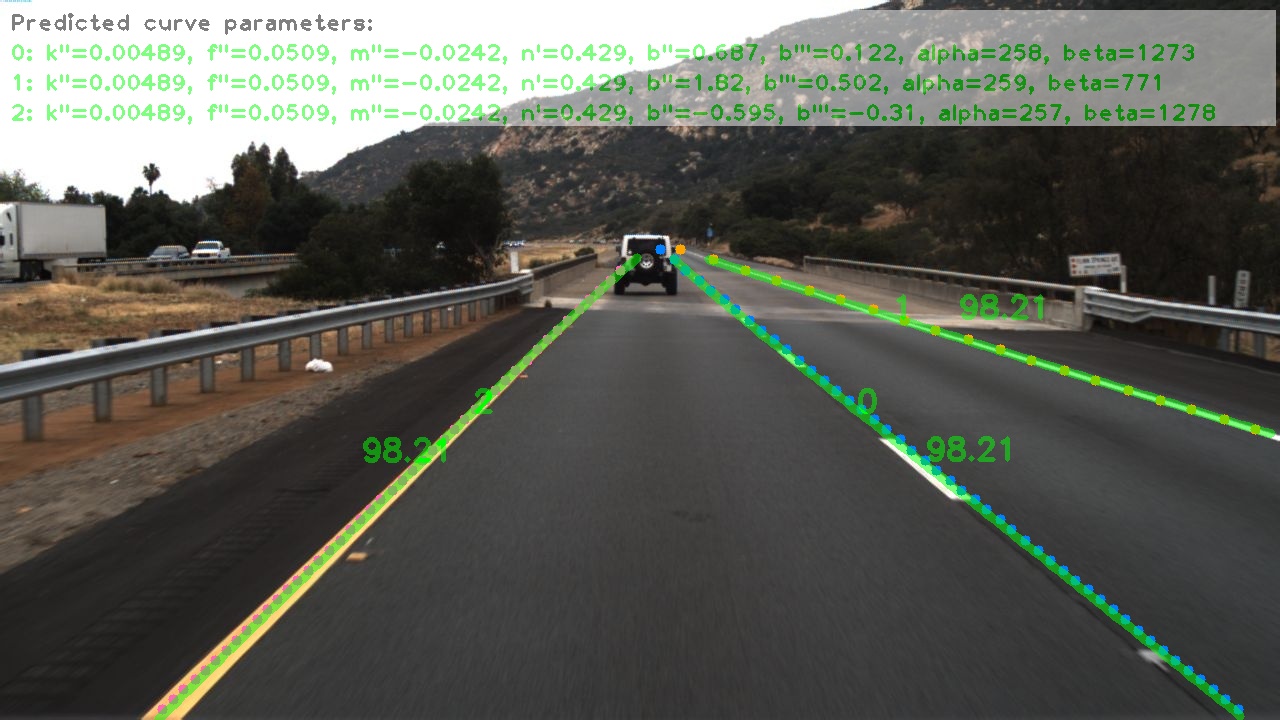 Predicted curve parameters:
0: k''=0.00489, f''=0.0509, m''=-0.0242, n'=0.429, b''=0.687, b'''=0.122, alpha=258, beta=1273
1: k''=0.00489, f''=0.0509, m''=-0.0242, n'=0.429, b''=1.82, b'''=0.502, alpha=259, beta=771
2: k''=0.00489, f''=0.0509, m''=-0.0242, n'=0.429, b''=-0.595, b'''=-0.31, alpha=257, beta=1278
1 98.21
2
0
98.21
98.21